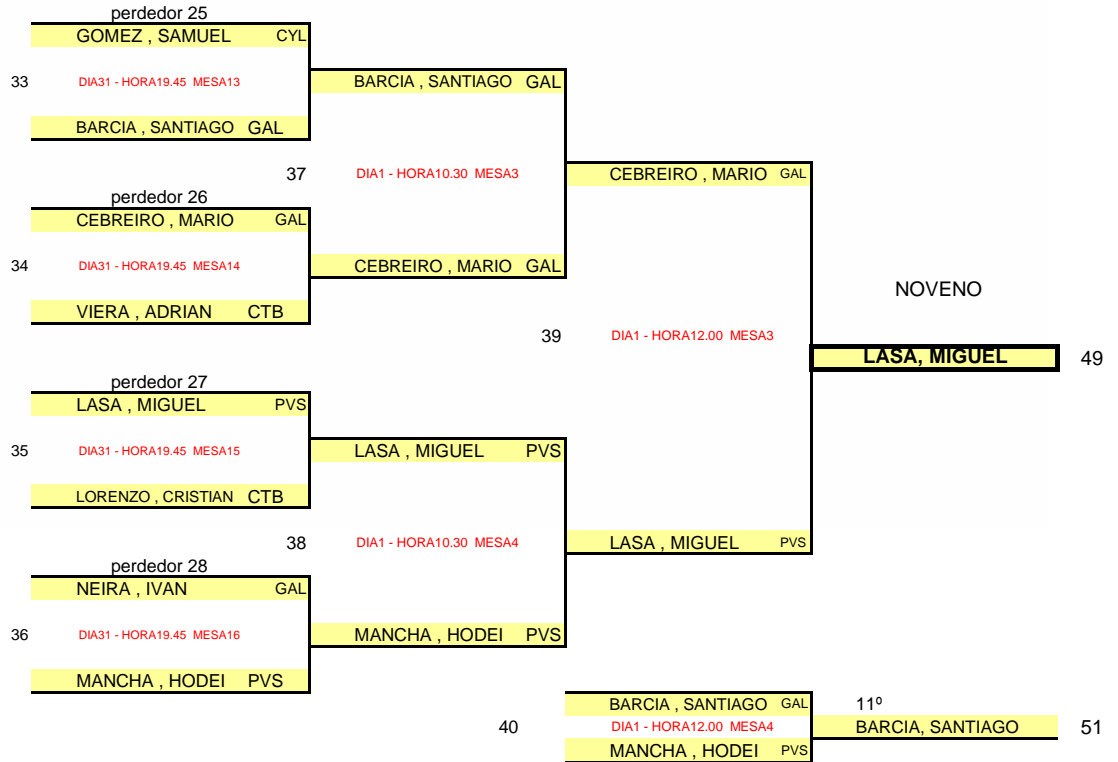 perdedor 25
GOMEZ , SAMUEL CYL
33 DIA31 - HORA19.45 MESA13
BARCIA , SANTIAGO GAL
BARCIA , SANTIAGO GAL
37 DIA1 - HORA10.30 MESA3
CEBREIRO , MARIO GAL
perdedor 26
CEBREIRO , MARIO GAL
34 DIA31 - HORA19.45 MESA14
CEBREIRO , MARIO GAL
VIERA , ADRIAN CTB
NOVENO
39 DIA1 - HORA12.00 MESA3
LASA, MIGUEL 49
perdedor 27
LASA , MIGUEL PVS
35 DIA31 - HORA19.45 MESA15
LASA , MIGUEL PVS
LORENZO , CRISTIAN CTB
38 DIA1 - HORA10.30 MESA4
LASA , MIGUEL PVS
perdedor 28
NEIRA , IVAN GAL
36 DIA31 - HORA19.45 MESA16
MANCHA , HODEI PVS
MANCHA , HODEI PVS
BARCIA , SANTIAGO GAL 11º
40 DIA1 - HORA12.00 MESA4
BARCIA, SANTIAGO 51
MANCHA , HODEI PVS